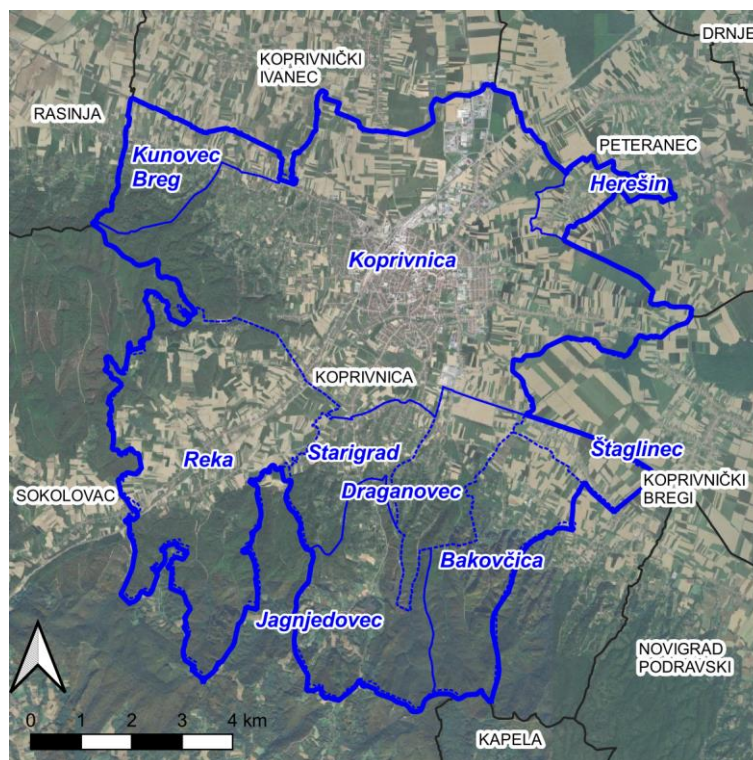 DRNJE
KOPRIVNIČKI
IVANEC
RASINJA
PETERANEC
Kunovec
Breg
Herešin
Koprivnica
KOPRIVNICA
Reka
Starigrad
Štaglinec
Draganovec
SOKOLOVAC
KOPRIVNIČKI
BREGI
Bakovčica
Jagnjedovec
NOVIGRAD
PODRAVSKI
0 1 2 3 4 km
KAPELA